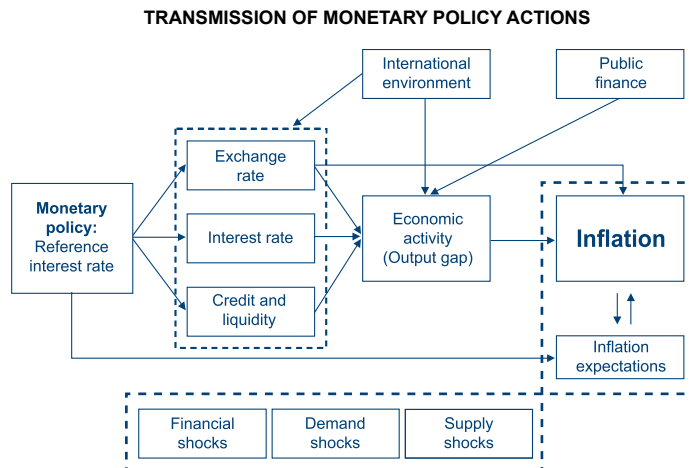 TRANSMISSION OF MONETARY POLICY ACTIONS
International
environment
Public
finance
Exchange
rate
Monetary
policy:
Reference
interest rate
Interest rate
Economic
activity
(Output gap)
Inflation
Credit and
liquidity
Inflation
expectations
Financial
shocks
Demand
shocks
Supply
shocks